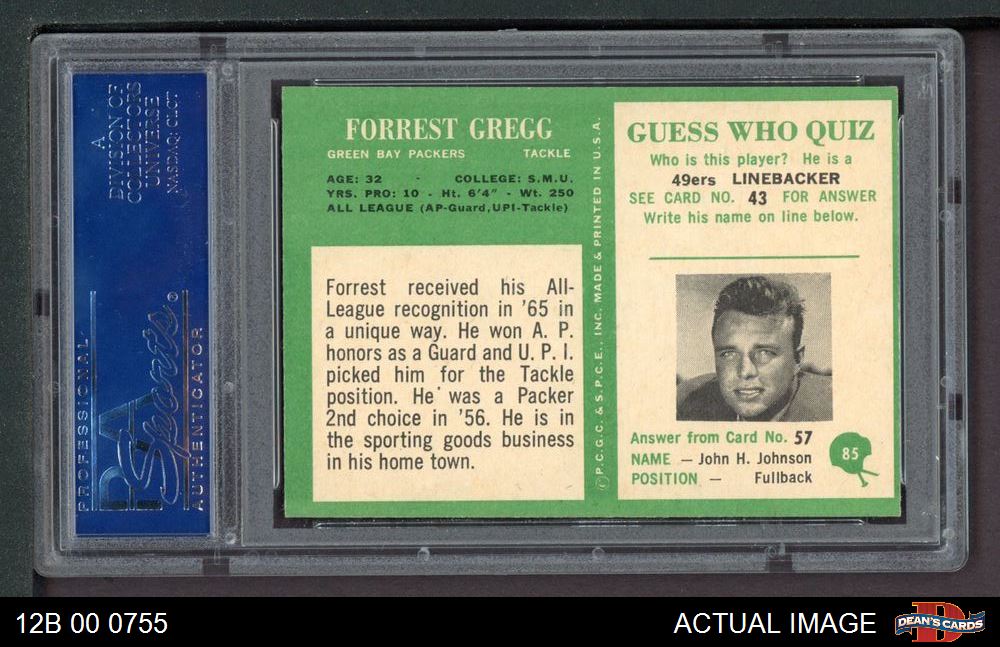 A
DIVISION OF
COLLECTORS
UNIVERSE
NASDAQ: CLCT
PROFESSIONAL
PSA
Sports
AUTHENTICATOR
FORREST GREGG
GREEN BAY PACKERS TACKLE
AGE: 32 - COLLEGE: S.M.U.
YRS. PRO: 10 - Ht. 6'4" - Wt. 250
ALL LEAGUE (AP-Guard,UPI-Tackle)
Forrest received his All-
League recognition in '65 in
a unique way. He won A. P.
honors as a Guard and U. P. I.
picked him for the Tackle
position. He was a Packer
2nd choice in '56. He is in
the sporting goods business
in his home town.
© P.C.G.C. & S.P.C.E., INC. MADE & PRINTED IN U.S.A.
GUESS WHO QUIZ
Who is this player? He is a
49ers LINEBACKER
SEE CARD NO. 43 FOR ANSWER
Write his name on line below.
Answer from Card No. 57
NAME — John H. Johnson
POSITION — Fullback
85
12B 00 0755
ACTUAL IMAGE
D
DEAN'S CARDS